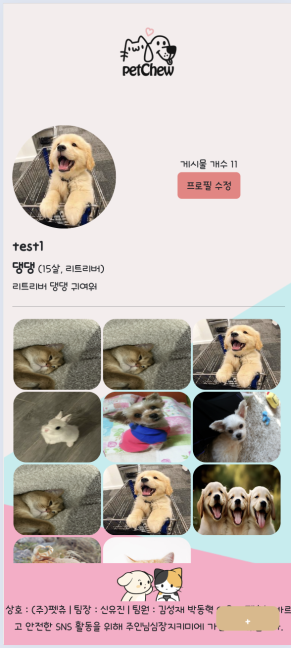 petChew
게시물 개수 11
프로필 수정
test1
댕댕 (15살, 리트리버)
리트리버 댕댕 귀여워
상호 : (주)펫츄 | 팀장 : 신유진 | 팀원 : 김성재 박동혁
고 안전한 SNS 활동을 위해 주인님심장지키미에 가
+